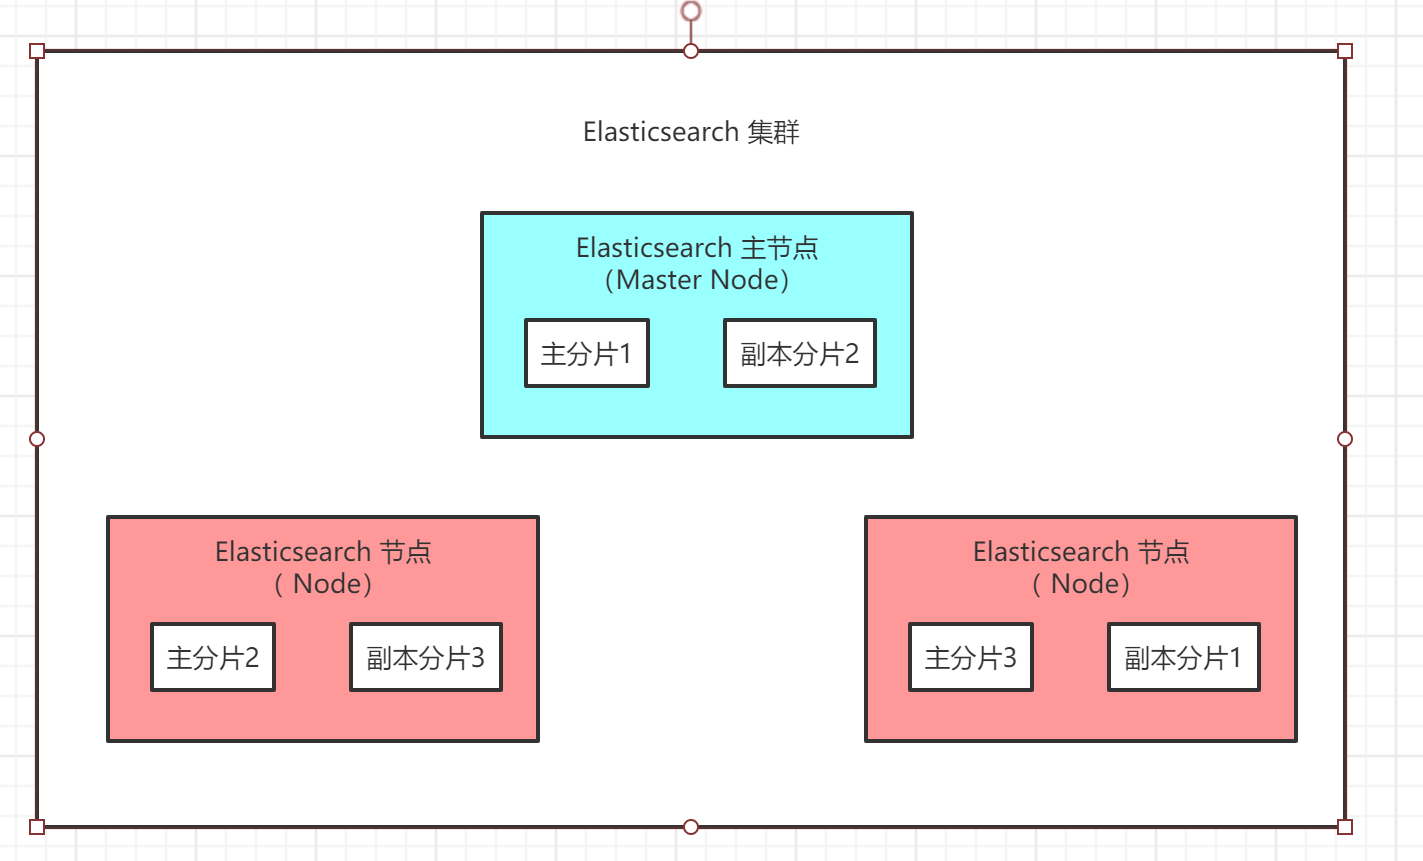 Elasticsearch 集群
Elasticsearch 主节点
（Master Node）
主分片1
副本分片2
Elasticsearch 节点
（ Node）
主分片2
副本分片3
Elasticsearch 节点
（ Node）
主分片3
副本分片1